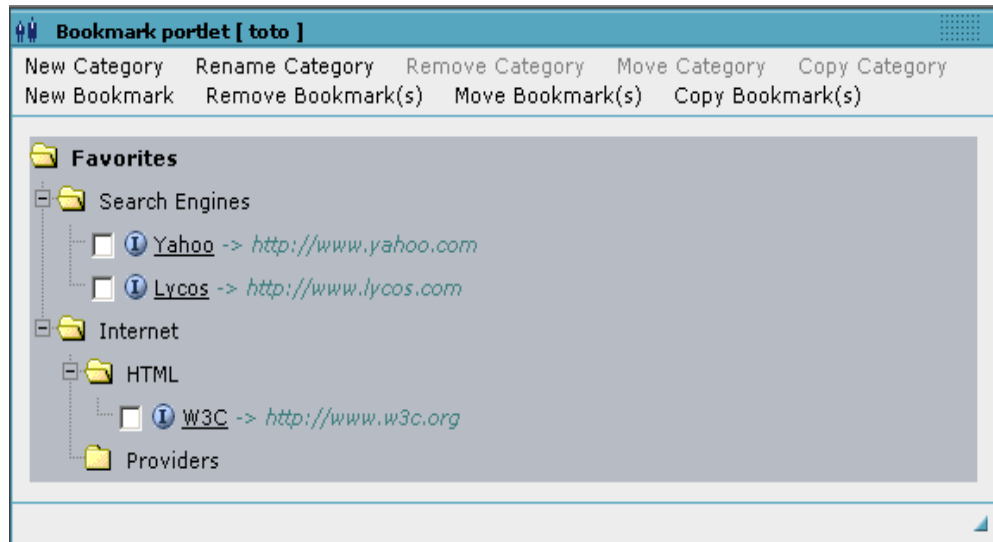 Bookmark portlet [ toto ]
New Category Rename Category Remove Category Move Category Copy Category
New Bookmark Remove Bookmark(s) Move Bookmark(s) Copy Bookmark(s)
Favorites
Search Engines
Yahoo -> http://www.yahoo.com
Lycos -> http://www.lycos.com
Internet
HTML
W3C -> http://www.w3c.org
Providers